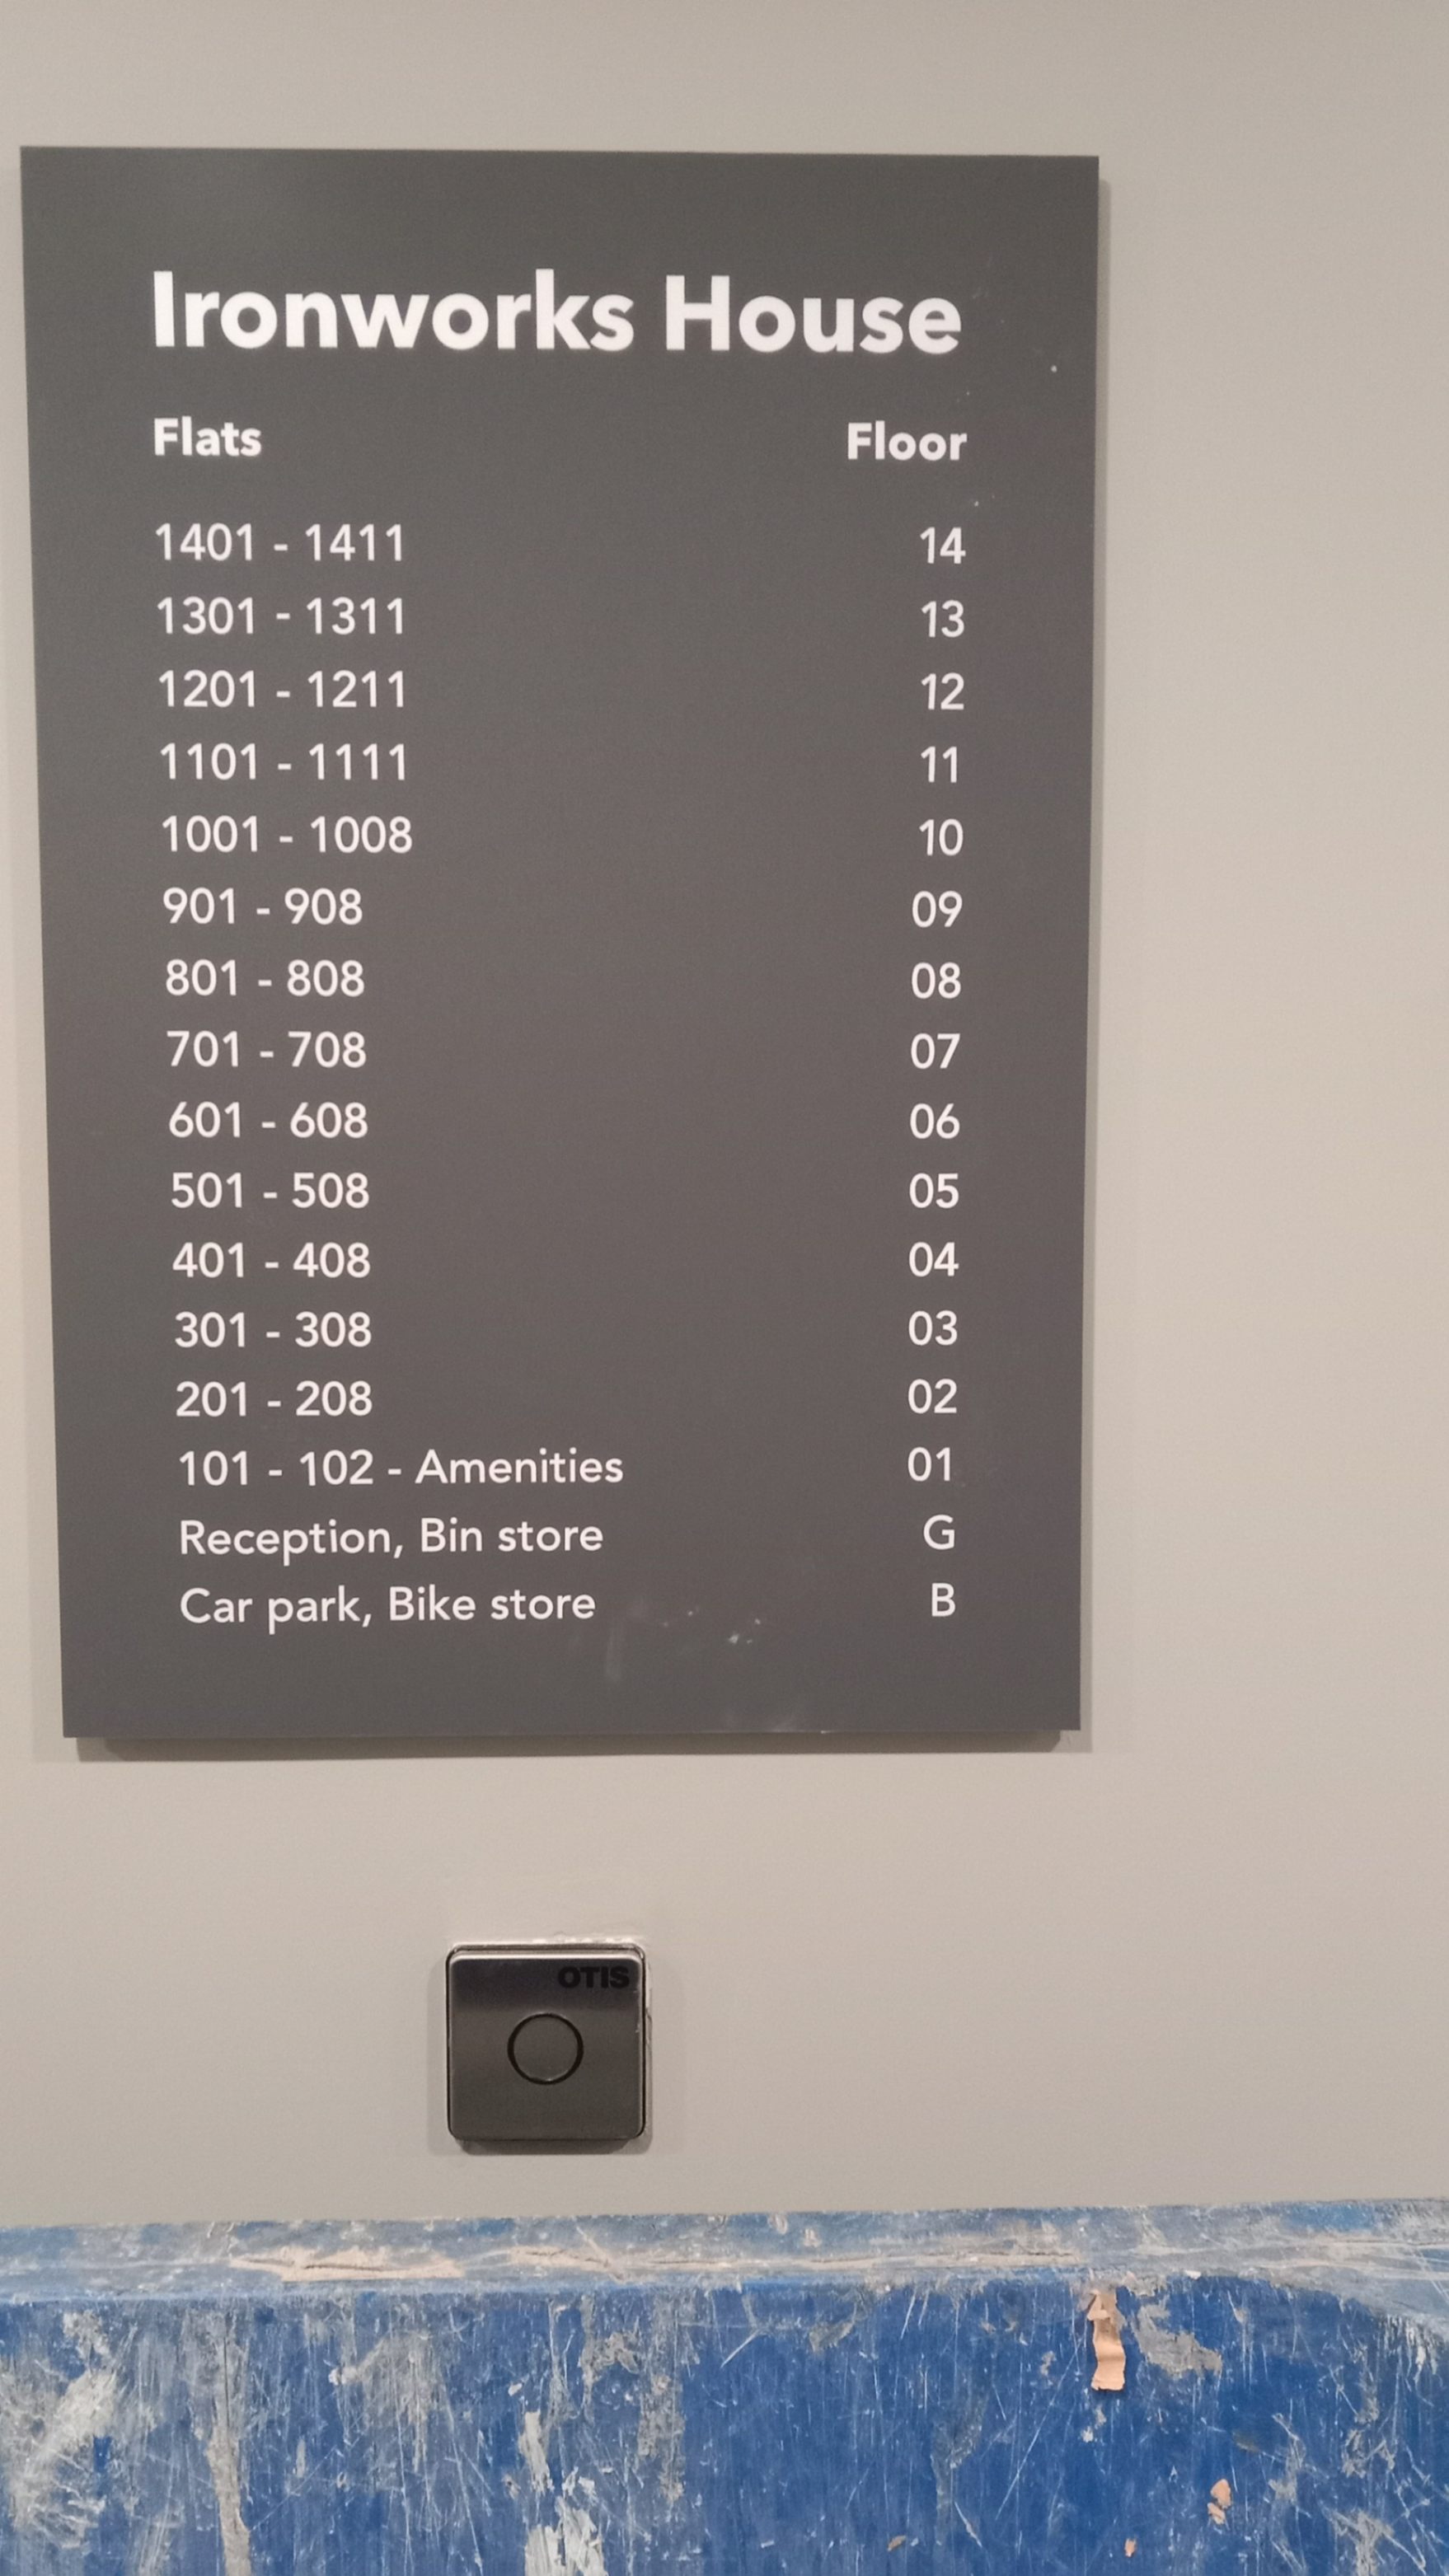 Ironworks House
Flats Floor
1401 - 1411 14
1301 - 1311 13
1201 - 1211 12
1101 - 1111 11
1001 - 1008 10
901 - 908 09
801 - 808 08
701 - 708 07
601 - 608 06
501 - 508 05
401 - 408 04
301 - 308 03
201 - 208 02
101 - 102 - Amenities 01
Reception, Bin store G
Car park, Bike store B
OTIS